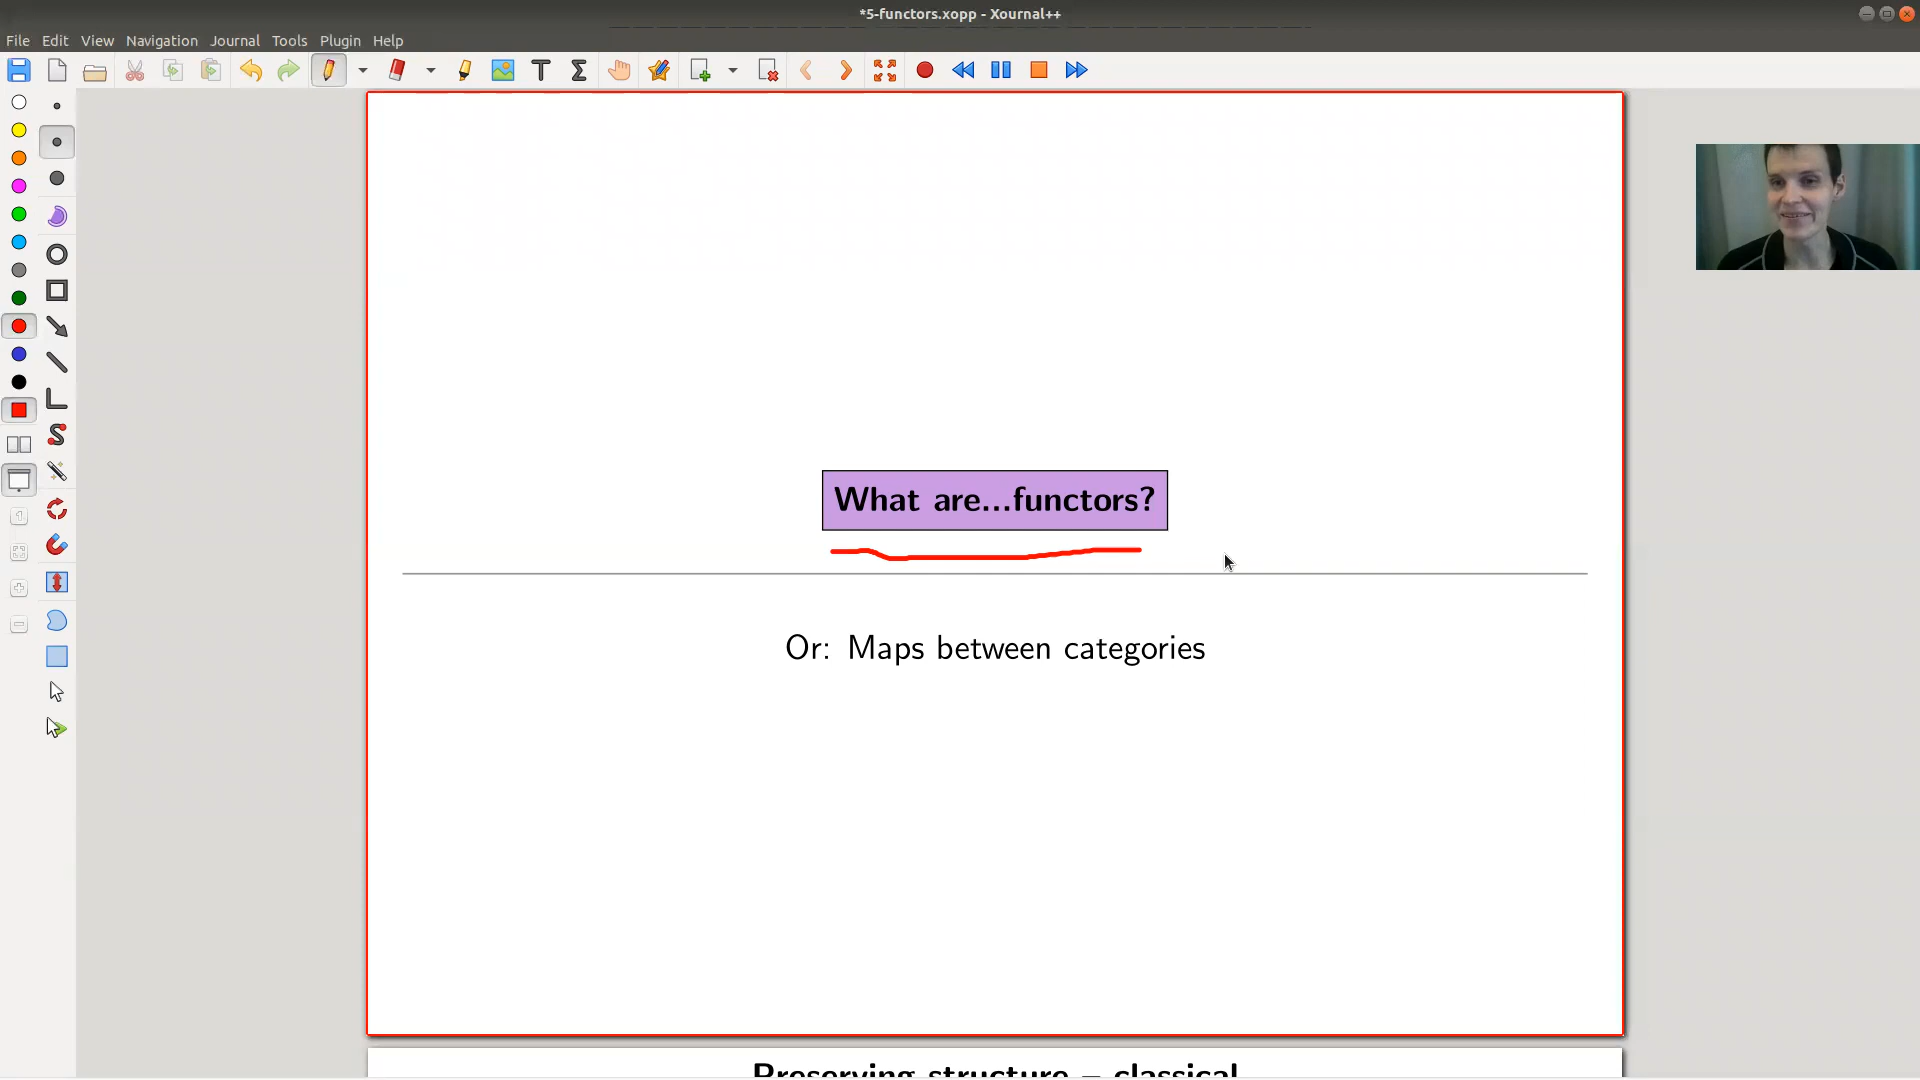 *5-functors.xopp - Xournal++
File Edit View Navigation Journal Tools Plugin Help
What are...functors?
Or: Maps between categories
Preserving structure – classical